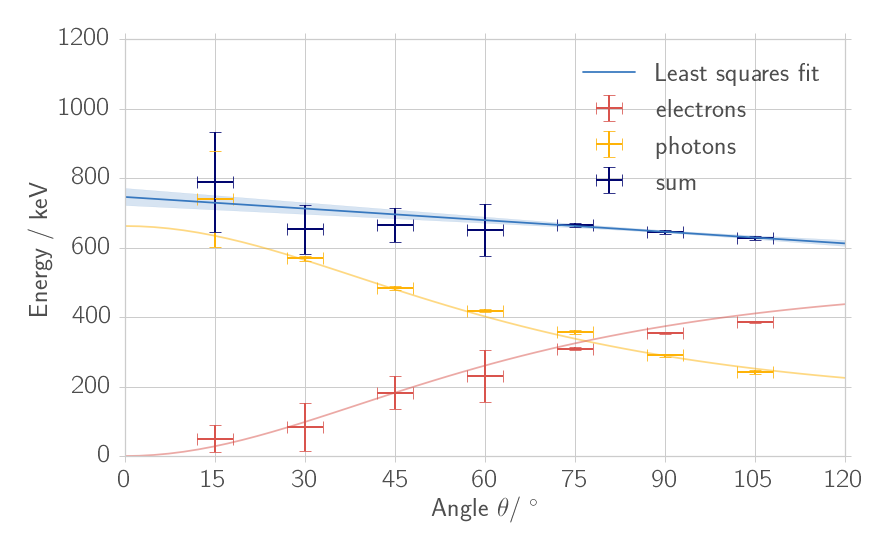 1200
1000
800
600
400
200
0
Energy / keV
Least squares fit
electrons
photons
sum
0 15 30 45 60 75 90 105 120
Angle θ/ °